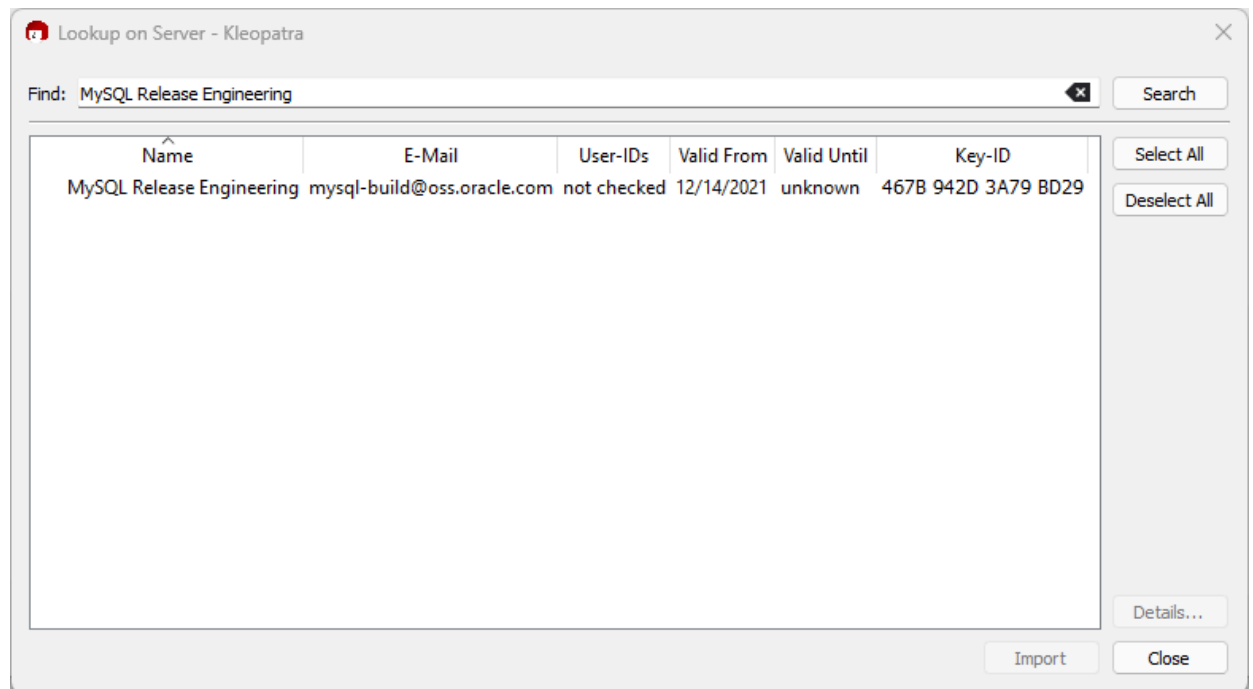 Lookup on Server - Kleopatra
Find: MySQL Release Engineering Search
Name E-Mail User-IDs Valid From Valid Until Key-ID Select All
MySQL Release Engineering mysql-build@oss.oracle.com not checked 12/14/2021 unknown 467B 942D 3A79 BD29
Deselect All
Details...
Import Close